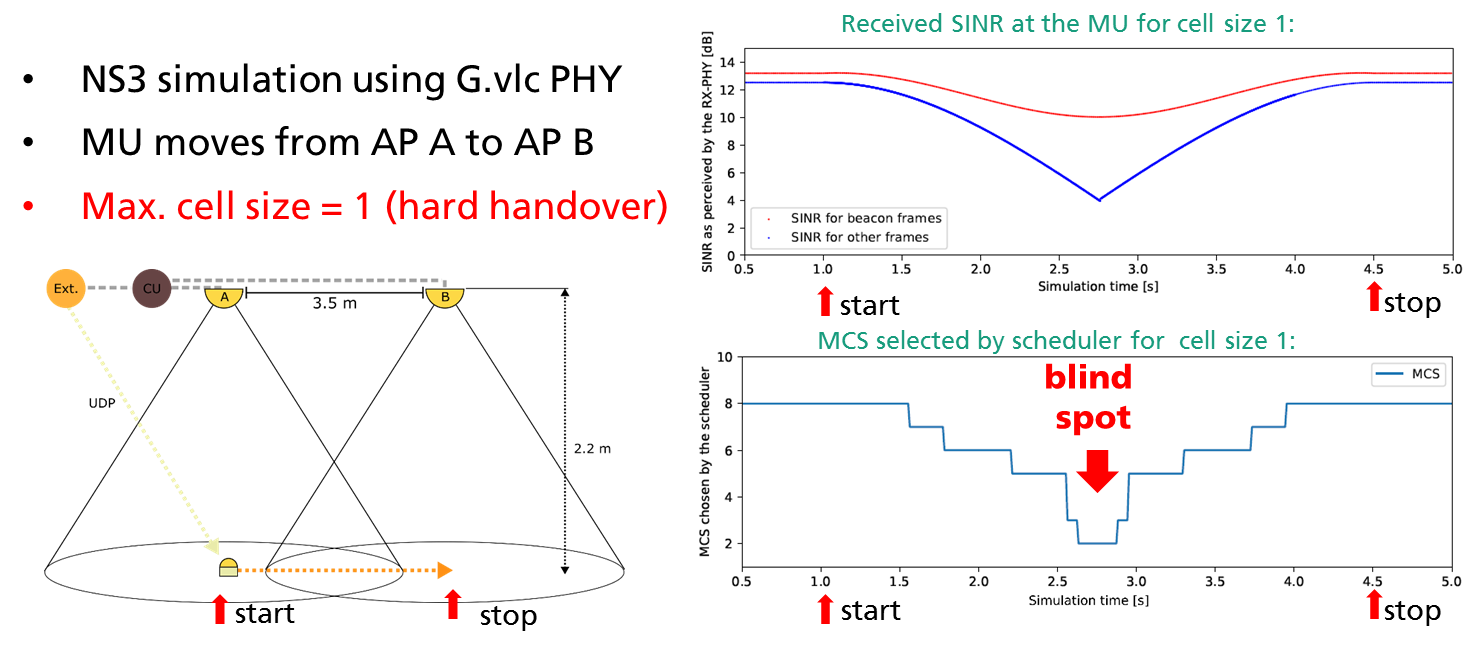 • NS3 simulation using G.vlc PHY
• MU moves from AP A to AP B
• Max. cell size = 1 (hard handover)
Ext.
CU
A
3.5 m
B
UDP
2.2 m
start
stop
Received SINR at the MU for cell size 1:
SINR as perceived by the RX-PHY [dB]
14
12
10
8
6
4
2
0
SINR for beacon frames
SINR for other frames
0.5 1.0 1.5 2.0 2.5 3.0 3.5 4.0 4.5 5.0
Simulation time [s]
start
stop
MCS selected by scheduler for cell size 1:
MCS chosen by the scheduler
10
8
6
4
2
blind
spot
MCS
0.5 1.0 1.5 2.0 2.5 3.0 3.5 4.0 4.5 5.0
Simulation time [s]
start
stop